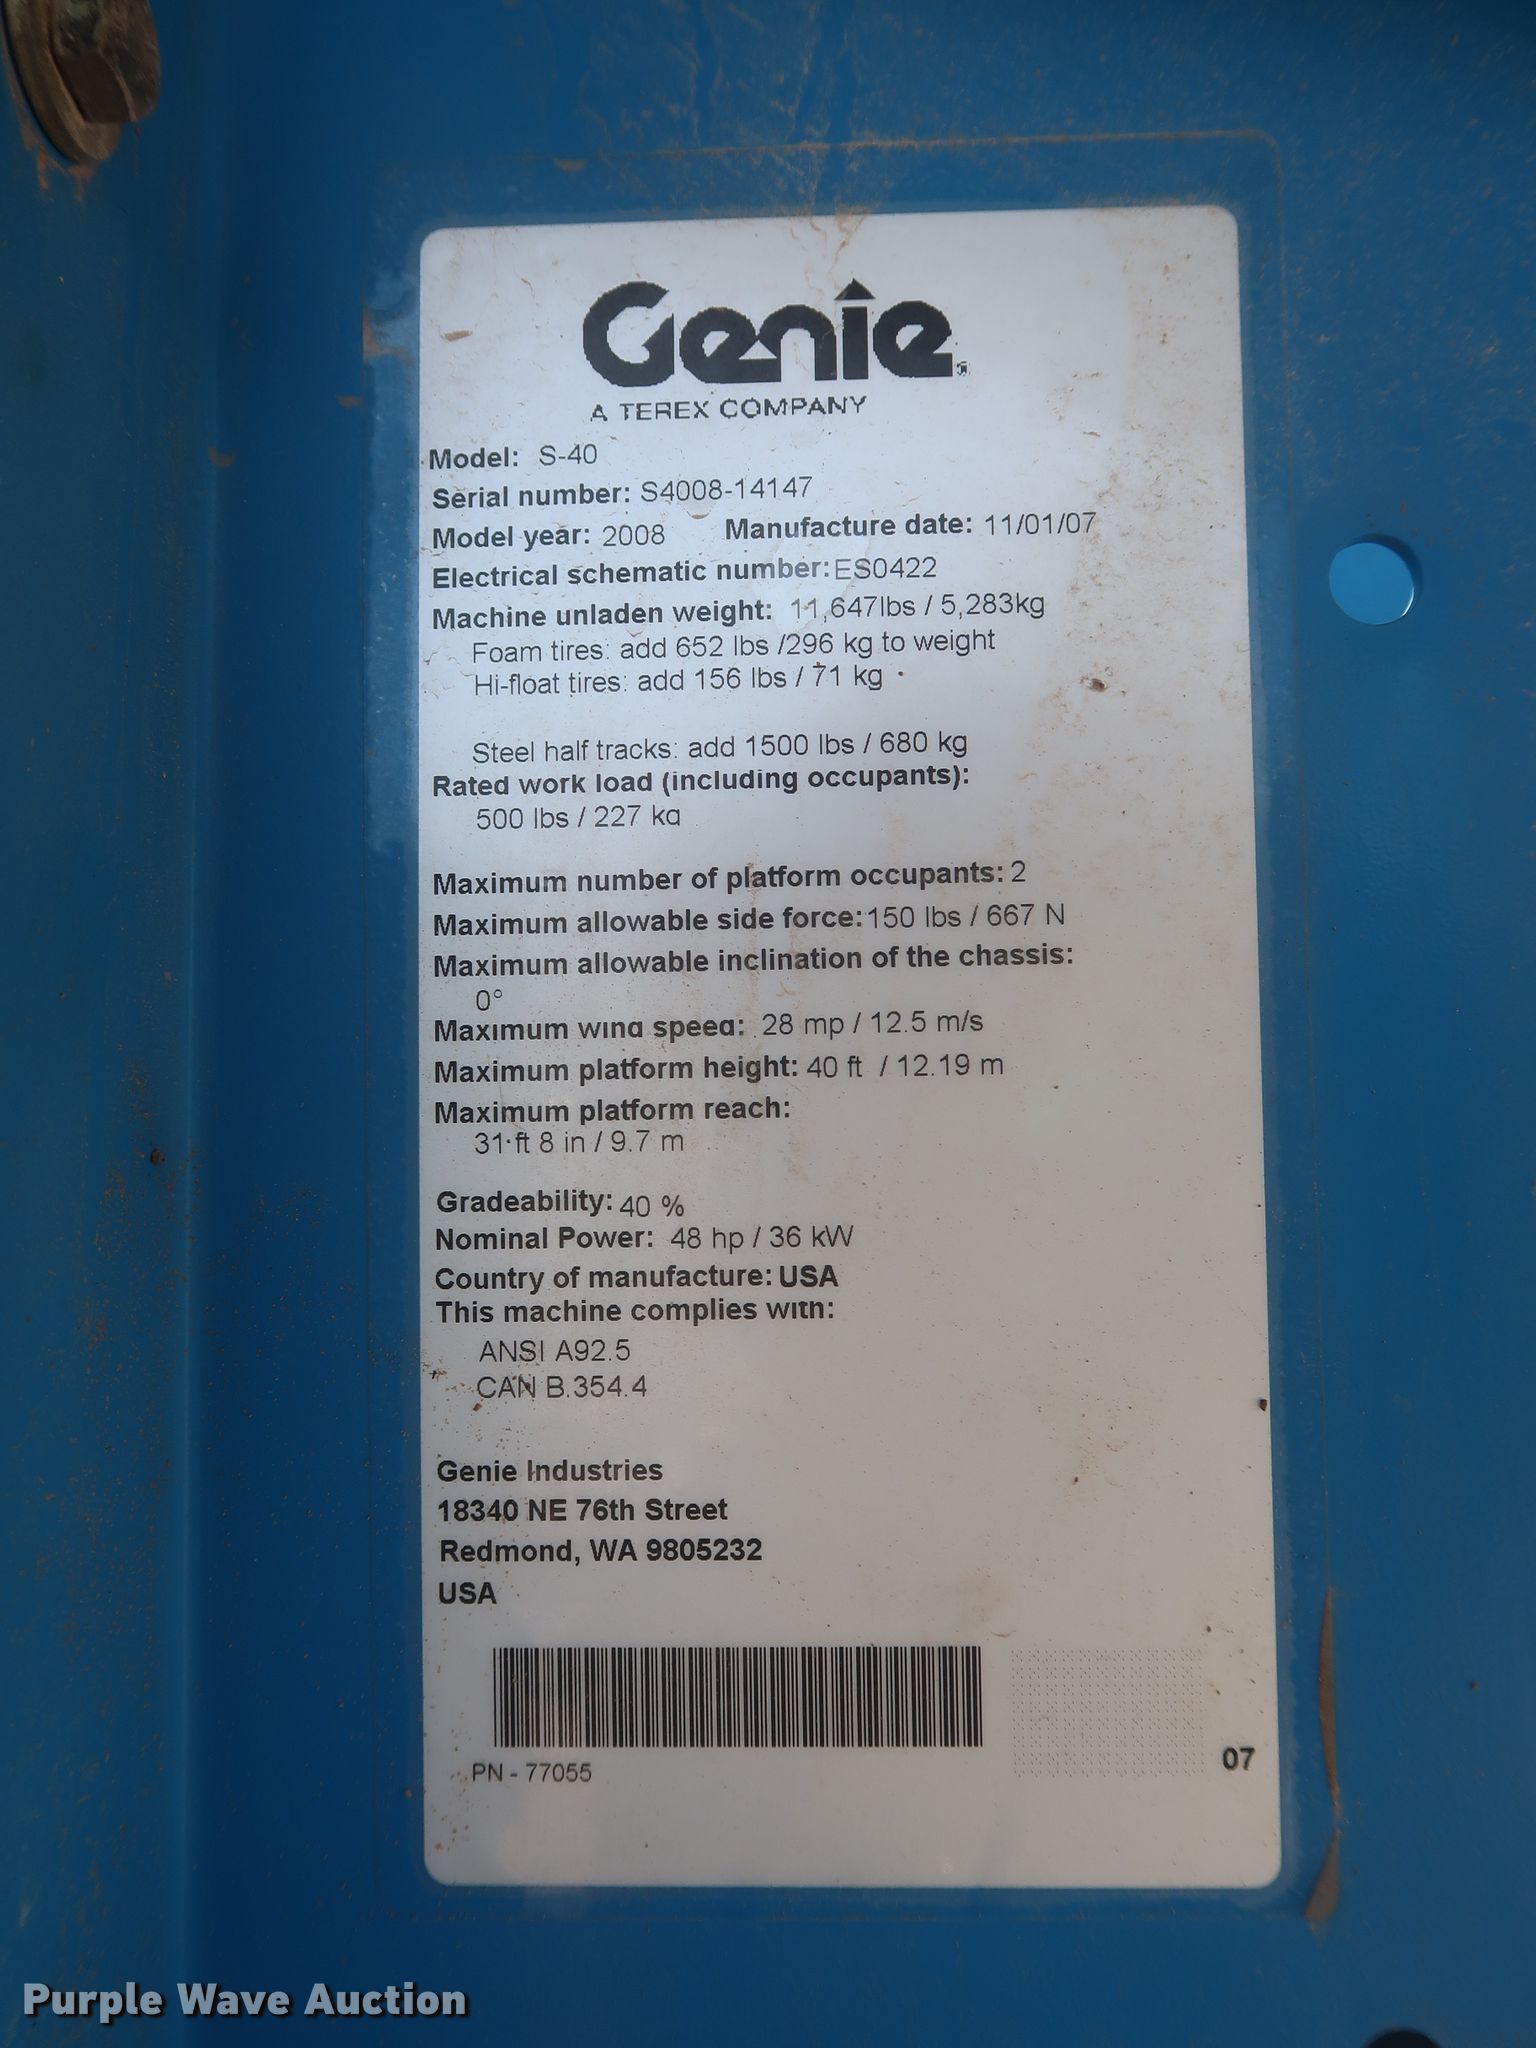 Genie
A TEREX COMPANY
Model: S-40
Serial number: S4008-14147
Model year: 2008 Manufacture date: 11/01/07
Electrical schematic number:ES0422
Machine unladen weight: 11,647lbs / 5,283kg
Foam tires: add 652 lbs /296 kg to weight
Hi-float tires: add 156 lbs / 71 kg
Steel half tracks: add 1500 lbs / 680 kg
Rated work load (including occupants):
500 lbs / 227 kg
Maximum number of platform occupants: 2
Maximum allowable side force:150 lbs / 667 N
Maximum allowable inclination of the chassis:
0°
Maximum wind speed: 28 mp / 12.5 m/s
Maximum platform height: 40 ft / 12.19 m
Maximum platform reach:
31 ft 8 in / 9.7 m
Gradeability: 40 %
Nominal Power: 48 hp / 36 kW
Country of manufacture: USA
This machine complies with:
ANSI A92.5
CAN B.354.4
Genie Industries
18340 NE 76th Street
Redmond, WA 9805232
USA
PN - 77055
07
Purple Wave Auction